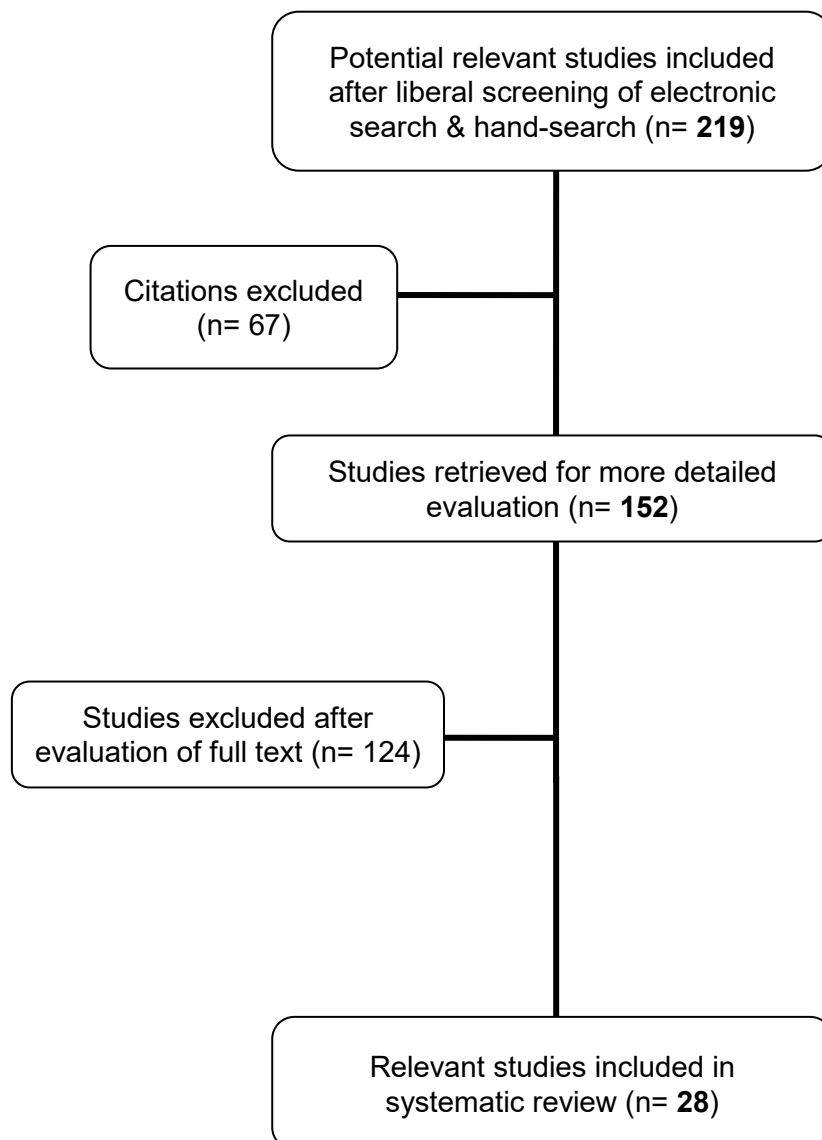 Potential relevant studies included
after liberal screening of electronic
search & hand-search (n= 219)
Citations excluded
(n= 67)
Studies retrieved for more detailed
evaluation (n= 152)
Studies excluded after
evaluation of full text (n= 124)
Relevant studies included in
systematic review (n= 28)